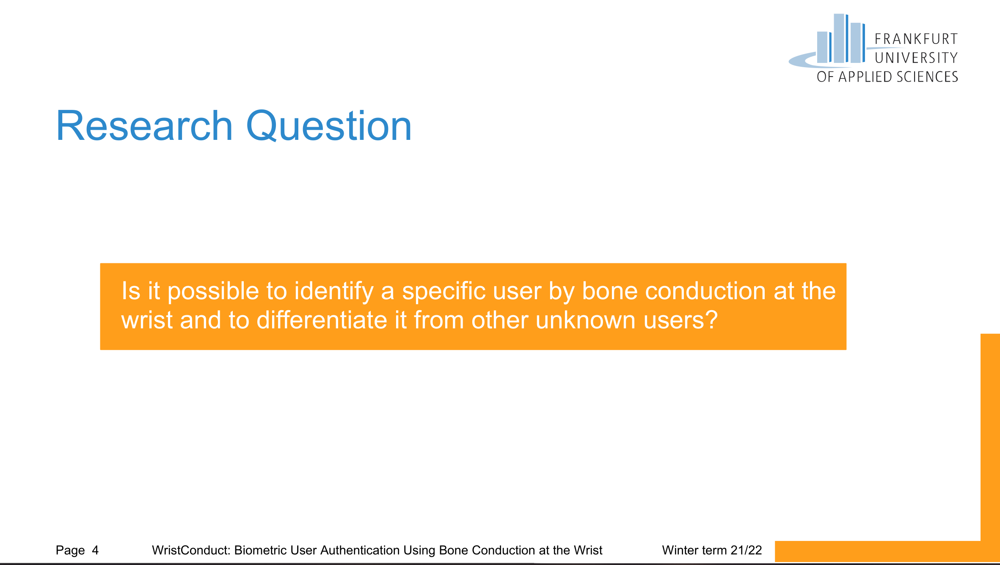 FRANKFURT
UNIVERSITY
OF APPLIED SCIENCES
Research Question
Is it possible to identify a specific user by bone conduction at the
wrist and to differentiate it from other unknown users?
Page 4 WristConduct: Biometric User Authentication Using Bone Conduction at the Wrist Winter term 21/22